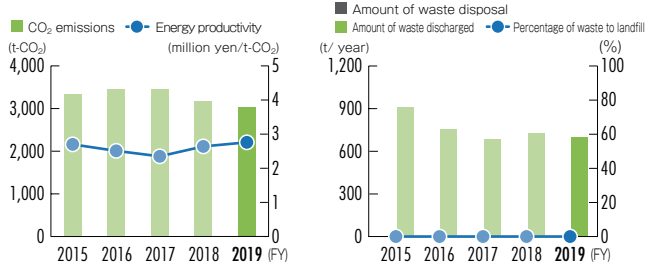 CO₂ emissions Energy productivity
(t-CO₂) (million yen/t-CO₂)
4,000 5
3,000 4
2,000 3
1,000 2
0 1
0
2015 2016 2017 2018 2019 (FY)
Amount of waste disposal
Amount of waste discharged Percentage of waste to landfill
(t/ year) (%)
1,200 100
900 80
600 60
300 40
0 20
0
2015 2016 2017 2018 2019 (FY)